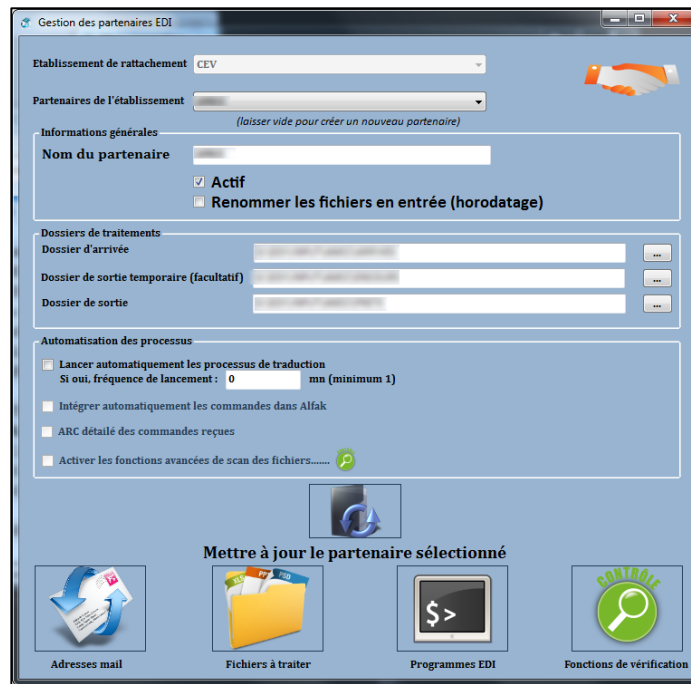 Gestion des partenaires EDI
Etablissement de rattachement CEV
Partenaires de l'établissement
(laisser vide pour créer un nouveau partenaire)
Informations générales
Nom du partenaire
Actif
Renommer les fichiers en entrée (horodatage)
Dossiers de traitements
Dossier d'arrivée ...
Dossier de sortie temporaire (facultatif) ...
Dossier de sortie ...
Automatisation des processus
Lancer automatiquement les processus de traduction
Si oui, fréquence de lancement : 0 mn (minimum 1)
Intégrer automatiquement les commandes dans Alfak
ARC détailé des commandes reçues
Activer les fonctions avancées de scan des fichiers.......
Mettre à jour le partenaire sélectionné
XLS PPS PSD
$>
CONTRÔLE
Adresses mail Fichiers à traiter Programmes EDI Fonctions de vérification